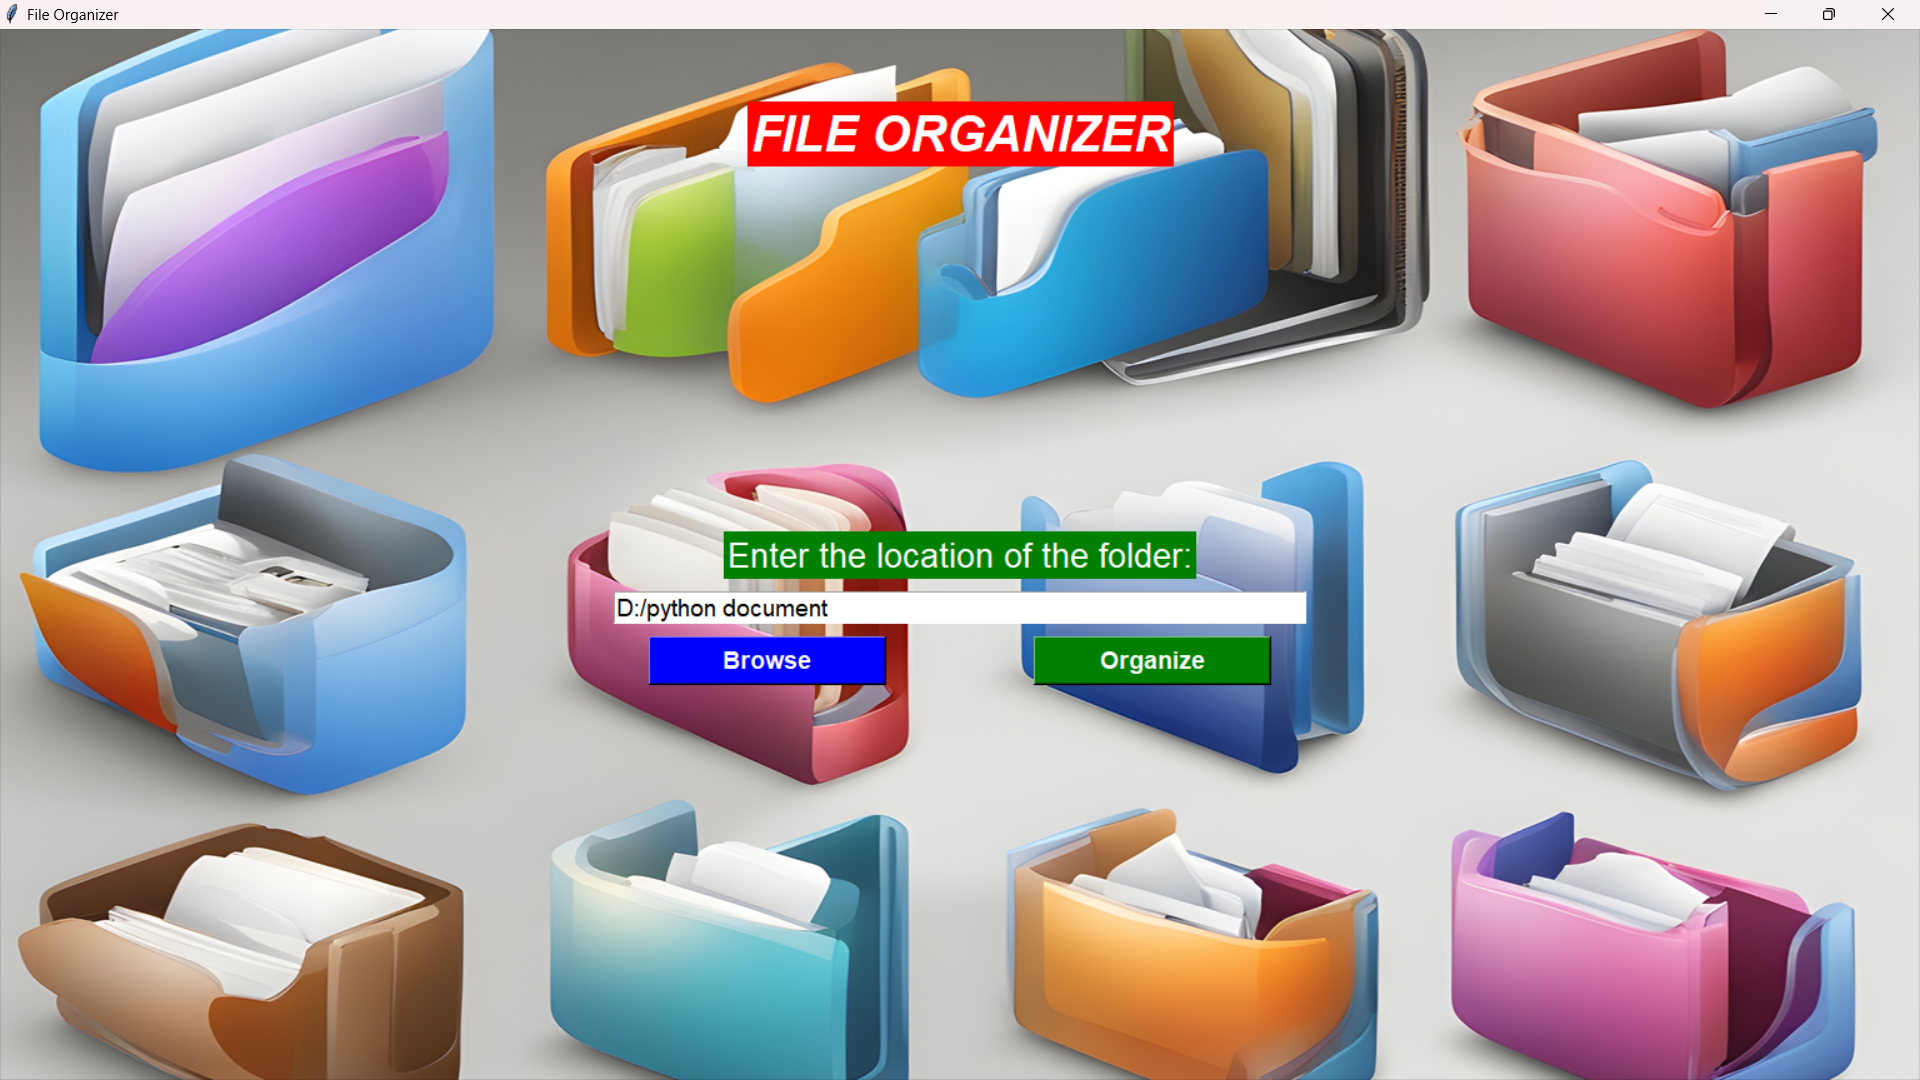 File Organizer
FILE ORGANIZER
Enter the location of the folder:
D:/python document
Browse
Organize